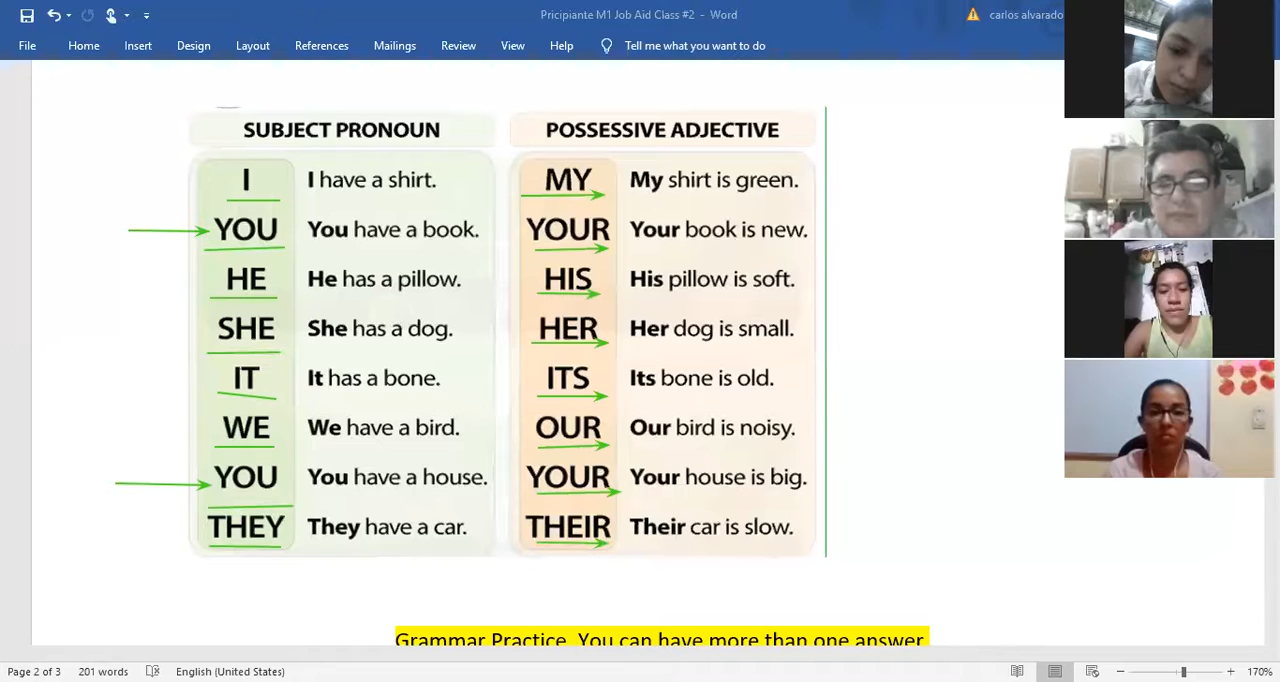 Pricipiante M1 Job Aid Class #2 - Word
carlos alvarado
File Home Insert Design Layout References Mailings Review View Help Tell me what you want to do
SUBJECT PRONOUN POSSESSIVE ADJECTIVE
I I have a shirt. MY My shirt is green.
YOU You have a book. YOUR Your book is new.
HE He has a pillow. HIS His pillow is soft.
SHE She has a dog. HER Her dog is small.
IT It has a bone. ITS Its bone is old.
WE We have a bird. OUR Our bird is noisy.
YOU You have a house. YOUR Your house is big.
THEY They have a car. THEIR Their car is slow.
Grammar Practice. You can have more than one answer
Page 2 of 3 201 words English (United States) 170%